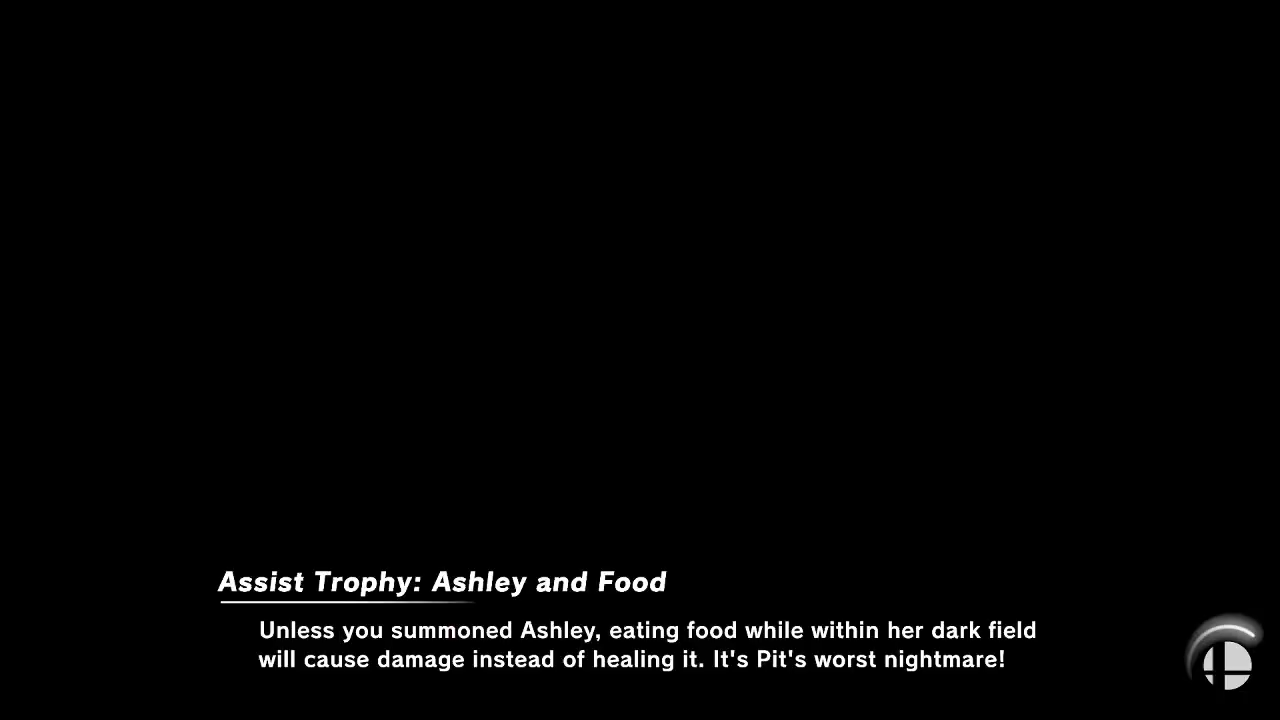 Assist Trophy: Ashley and Food
Unless you summoned Ashley, eating food while within her dark field
will cause damage instead of healing it. It's Pit's worst nightmare!